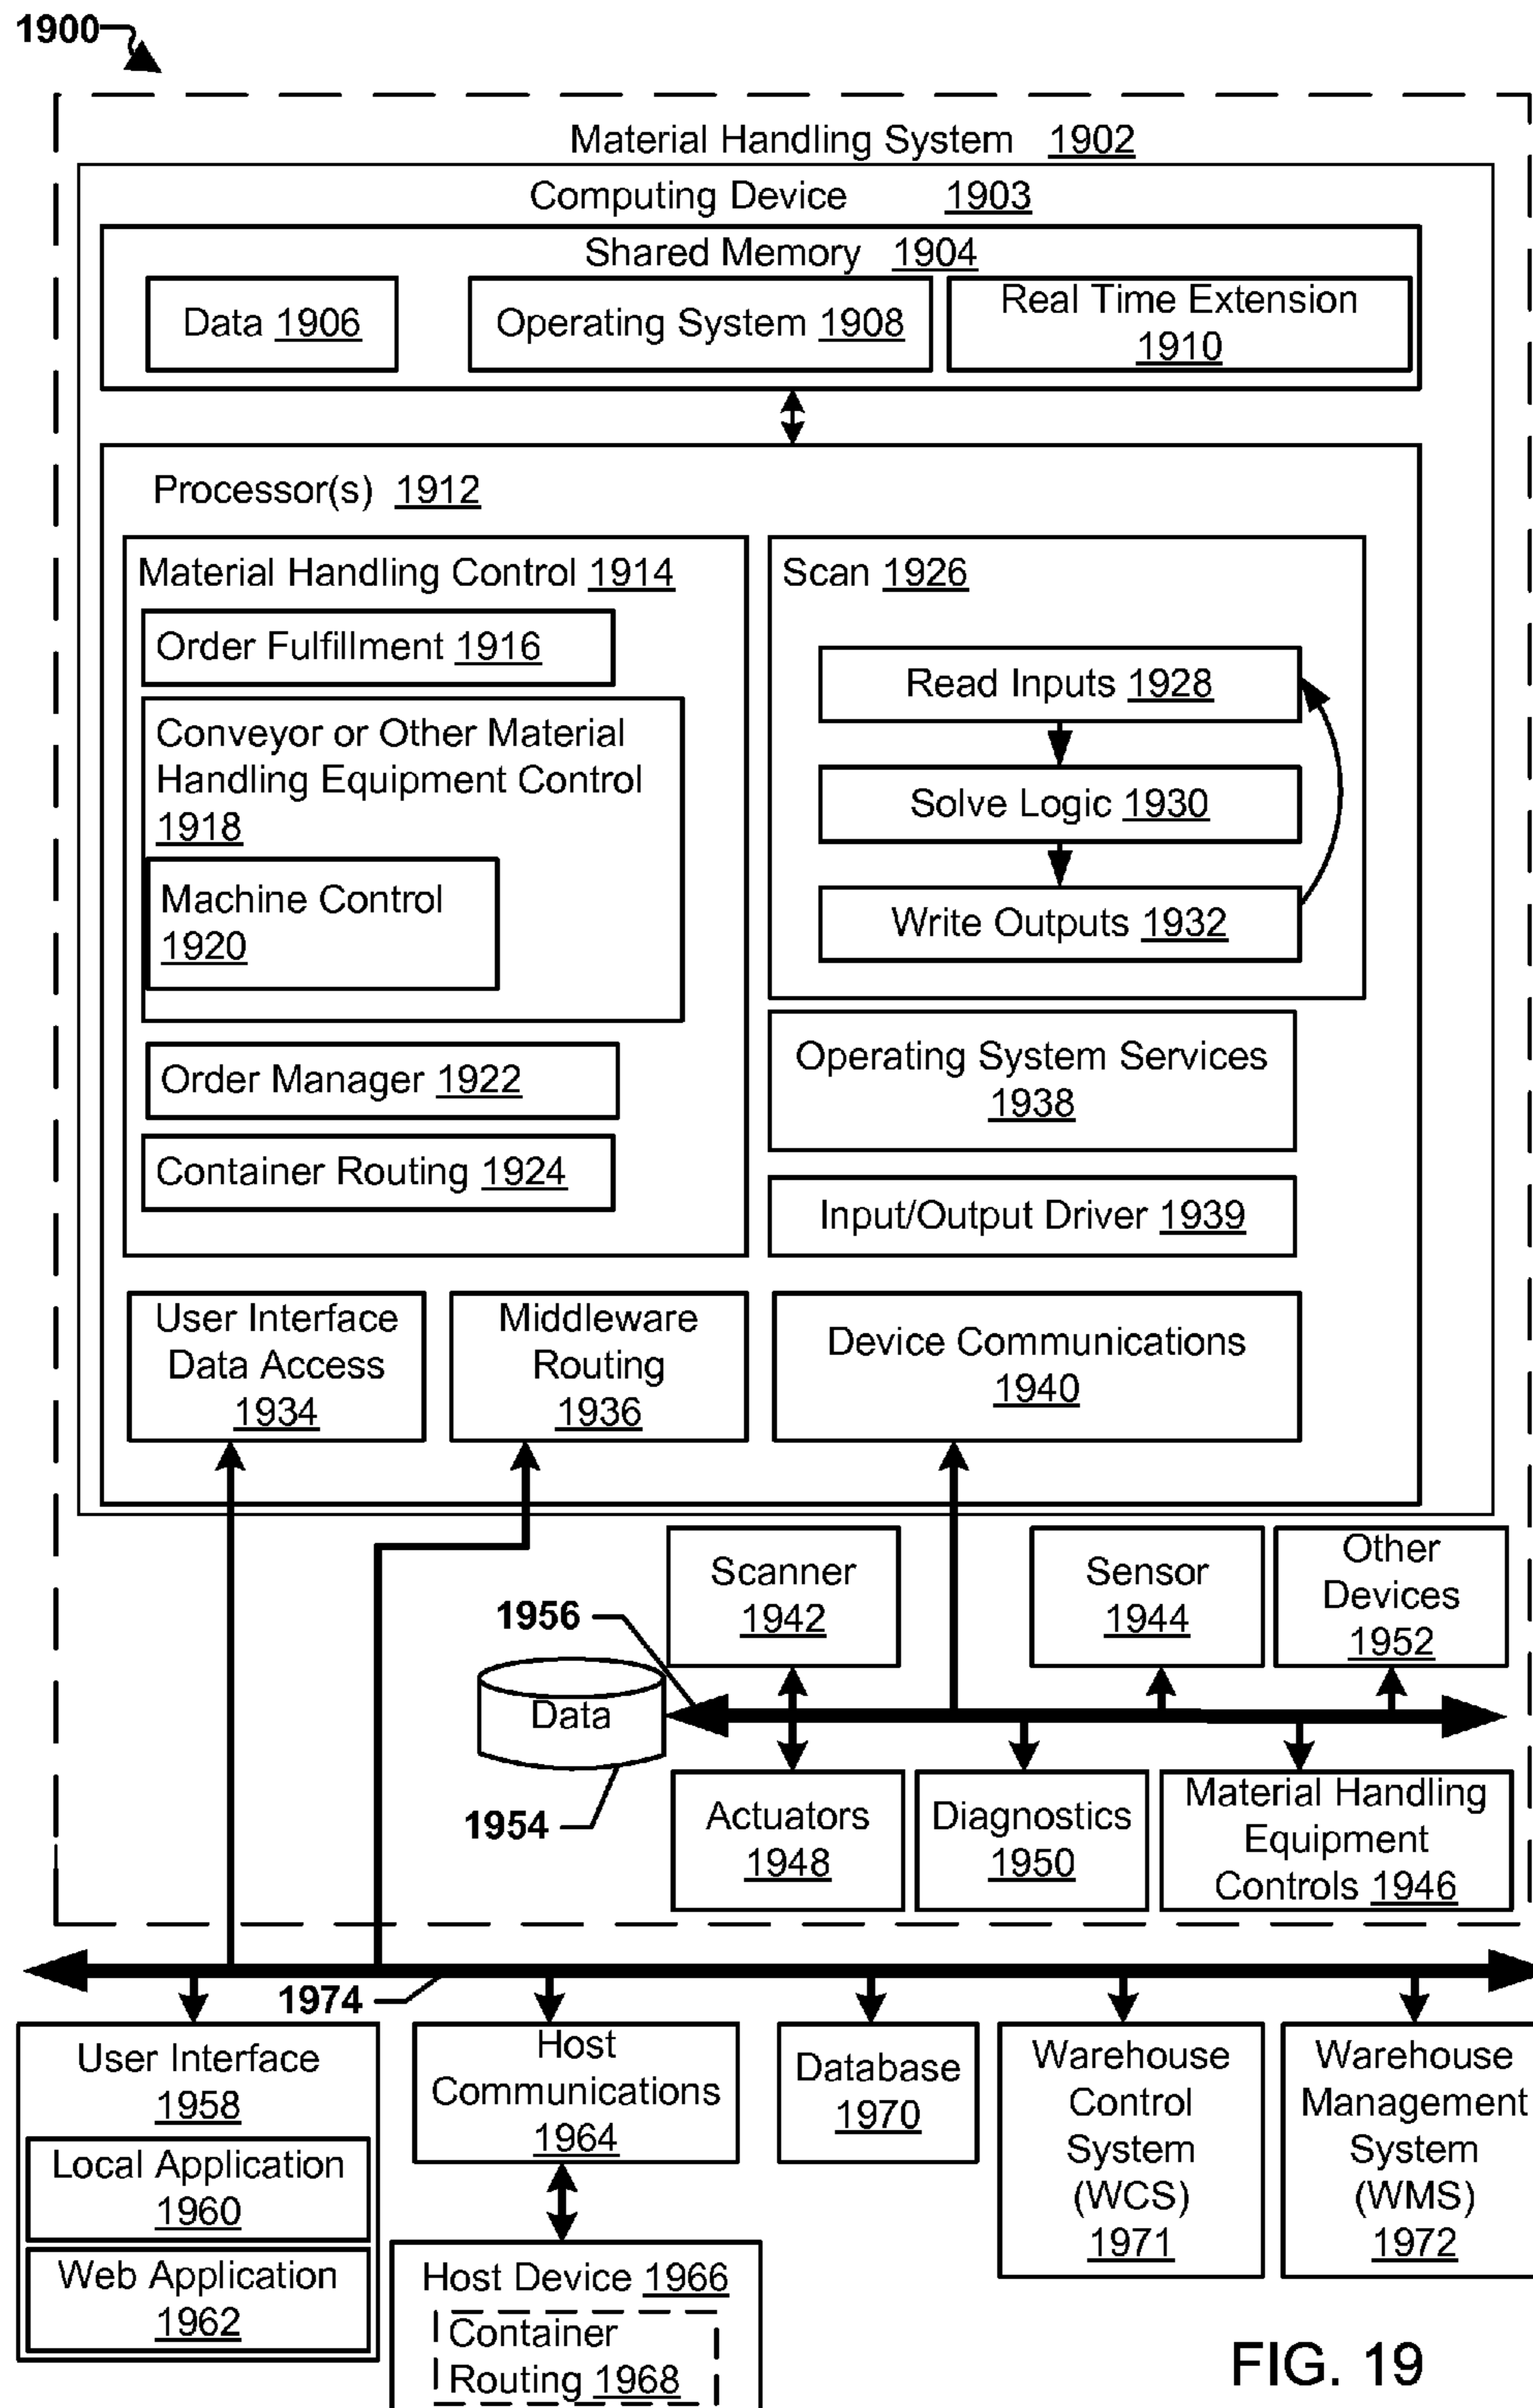 1900
Material Handling System 1902
Computing Device 1903
Shared Memory 1904
Data 1906
Operating System 1908
Real Time Extension
1910
Processor(s) 1912
Material Handling Control 1914
Order Fulfillment 1916
Conveyor or Other Material
Handling Equipment Control
1918
Machine Control
1920
Order Manager 1922
Container Routing 1924
Scan 1926
Read Inputs 1928
Solve Logic 1930
Write Outputs 1932
Operating System Services
1938
Input/Output Driver 1939
User Interface
Data Access
1934
Middleware
Routing
1936
Device Communications
1940
Scanner
1942
Sensor
1944
Other
Devices
1952
1956
Data
1954
Actuators
1948
Diagnostics
1950
Material Handling
Equipment
Controls 1946
1974
User Interface
1958
Local Application
1960
Web Application
1962
Host
Communications
1964
Host Device 1966
Container
Routing 1968
Database
1970
Warehouse
Control
System
(WCS)
1971
Warehouse
Management
System
(WMS)
1972
FIG. 19